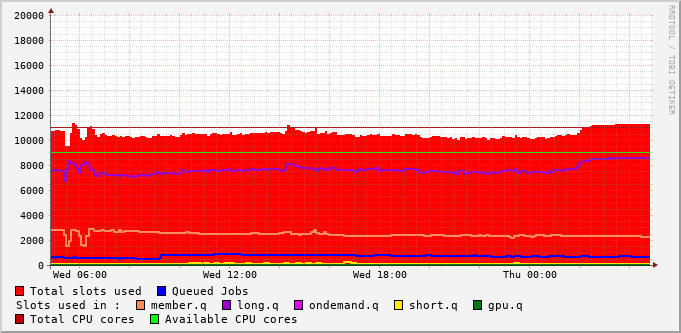 RRDTOOL / TOBI OETIKER
20000
18000
16000
14000
12000
10000
8000
6000
4000
2000
0
Wed 06:00 Wed 12:00 Wed 18:00 Thu 00:00
Total slots used Queued Jobs
Slots used in : member.q long.q ondemand.q short.q gpu.q
Total CPU cores Available CPU cores